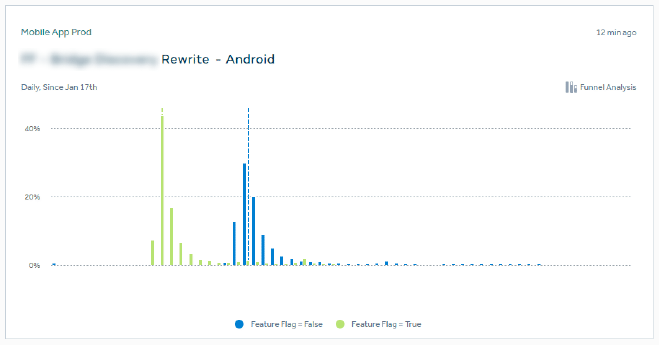 Mobile App Prod
12 min ago
Rewrite - Android
Daily, Since Jan 17th
Funnel Analysis
40%
20%
0%
Feature Flag = False
Feature Flag = True